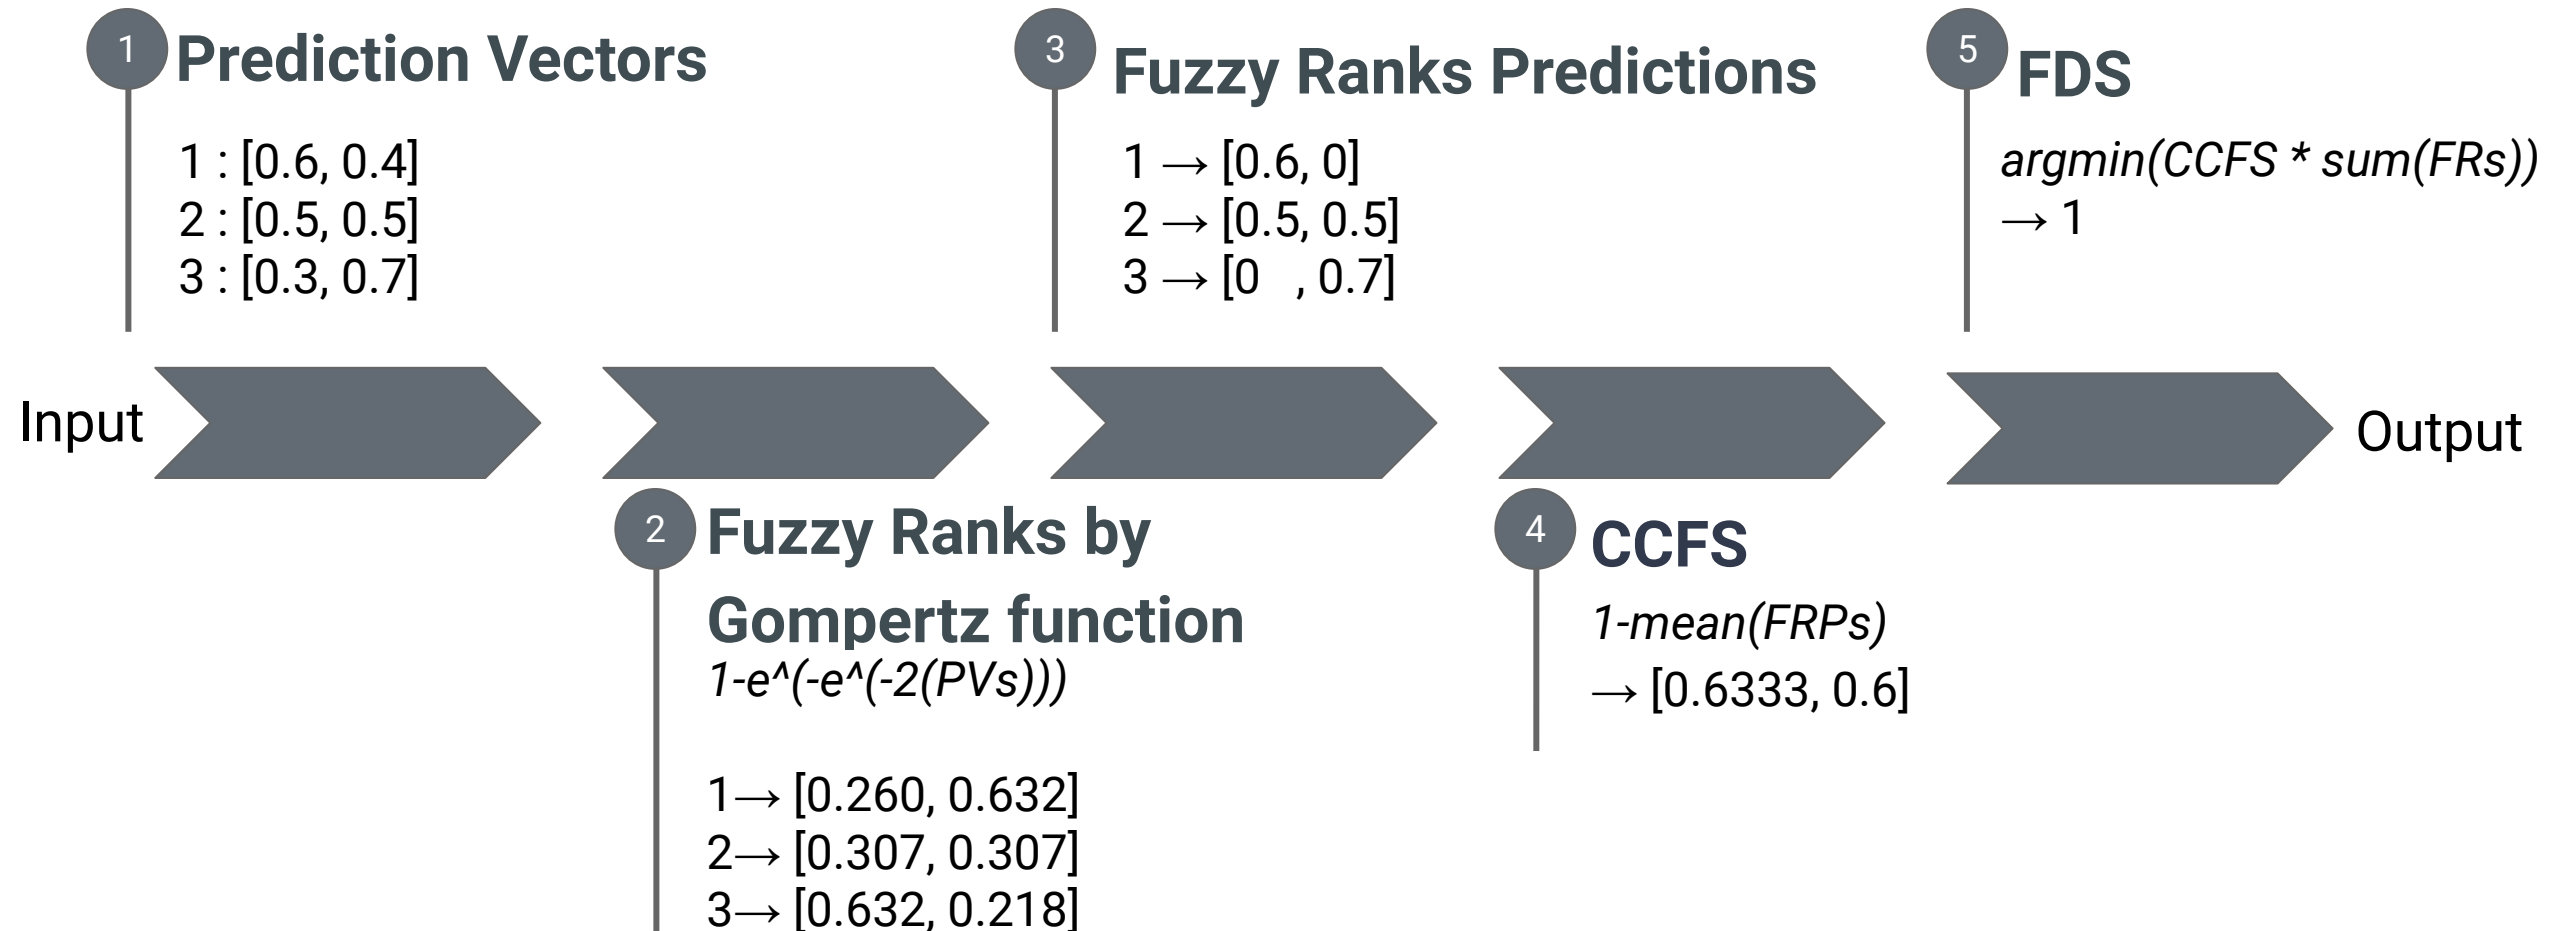 1
Prediction Vectors
1 : [0.6, 0.4]
2 : [0.5, 0.5]
3 : [0.3, 0.7]
3
Fuzzy Ranks Predictions
1 → [0.6, 0]
2 → [0.5, 0.5]
3 → [0 , 0.7]
5
FDS
argmin(CCFS * sum(FRs))
→ 1
Input
Output
2
Fuzzy Ranks by
Gompertz function
1-e^(-e^(-2(PVs)))
1→ [0.260, 0.632]
2→ [0.307, 0.307]
3→ [0.632, 0.218]
4
CCFS
1-mean(FRPs)
→ [0.6333, 0.6]